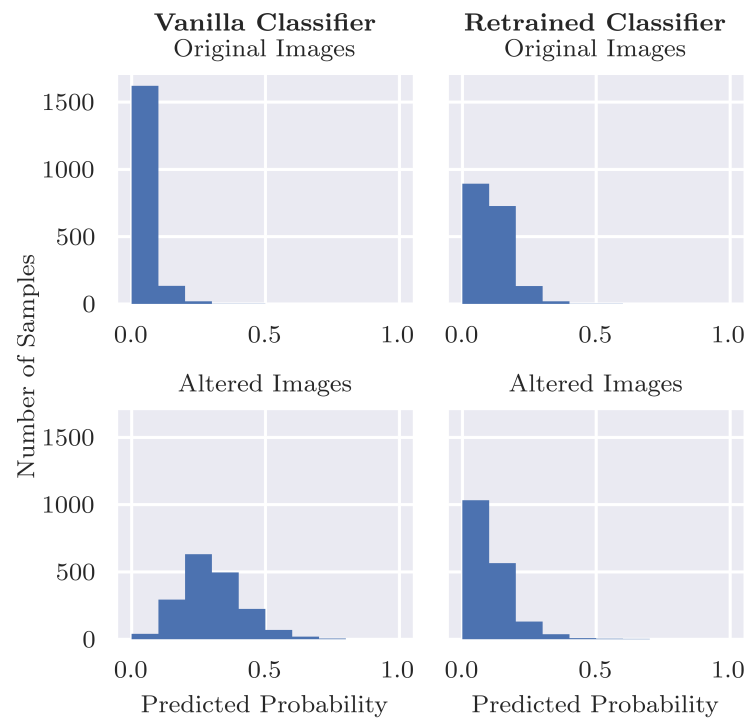 Vanilla Classifier
Original Images
Retrained Classifier
Original Images
Number of Samples
1500
1000
500
0
0.0 0.5 1.0
0.0 0.5 1.0
Altered Images
Altered Images
1500
1000
500
0
0.0 0.5 1.0
0.0 0.5 1.0
Predicted Probability
Predicted Probability